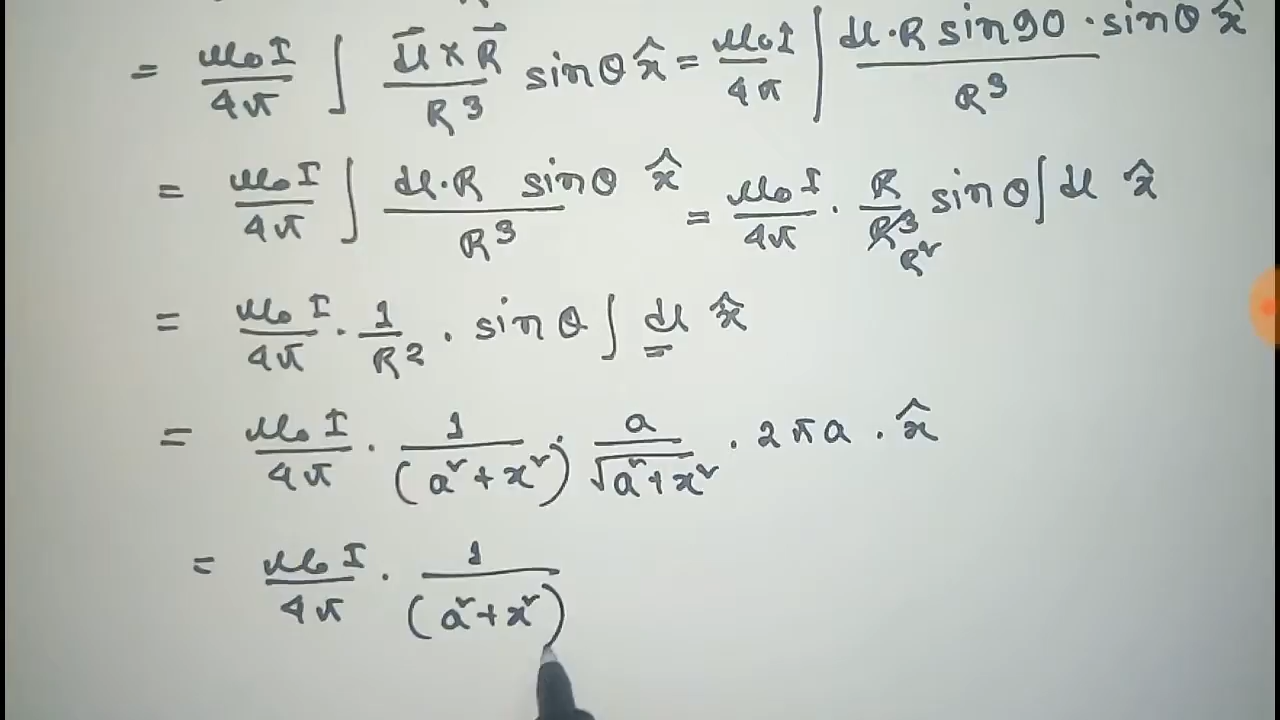 = μ₀I/4π ∫ (d⃗l × R⃗)/R³ sinθ x̂ = μ₀I/4π ∫ (dl·R sin90 · sinθ x̂)/R³
= μ₀I/4π ∫ (dl·R sinθ x̂)/R³ = μ₀I/4π · R/R³ R² sinθ ∫ dl x̂
= μ₀I/4π · 1/R² · sinθ ∫ dl x̂
= μ₀I/4π · 1/(a²+x²) · a/√(a²+x²) · 2πa · x̂
= μ₀I/4π · 1/(a²+x²)